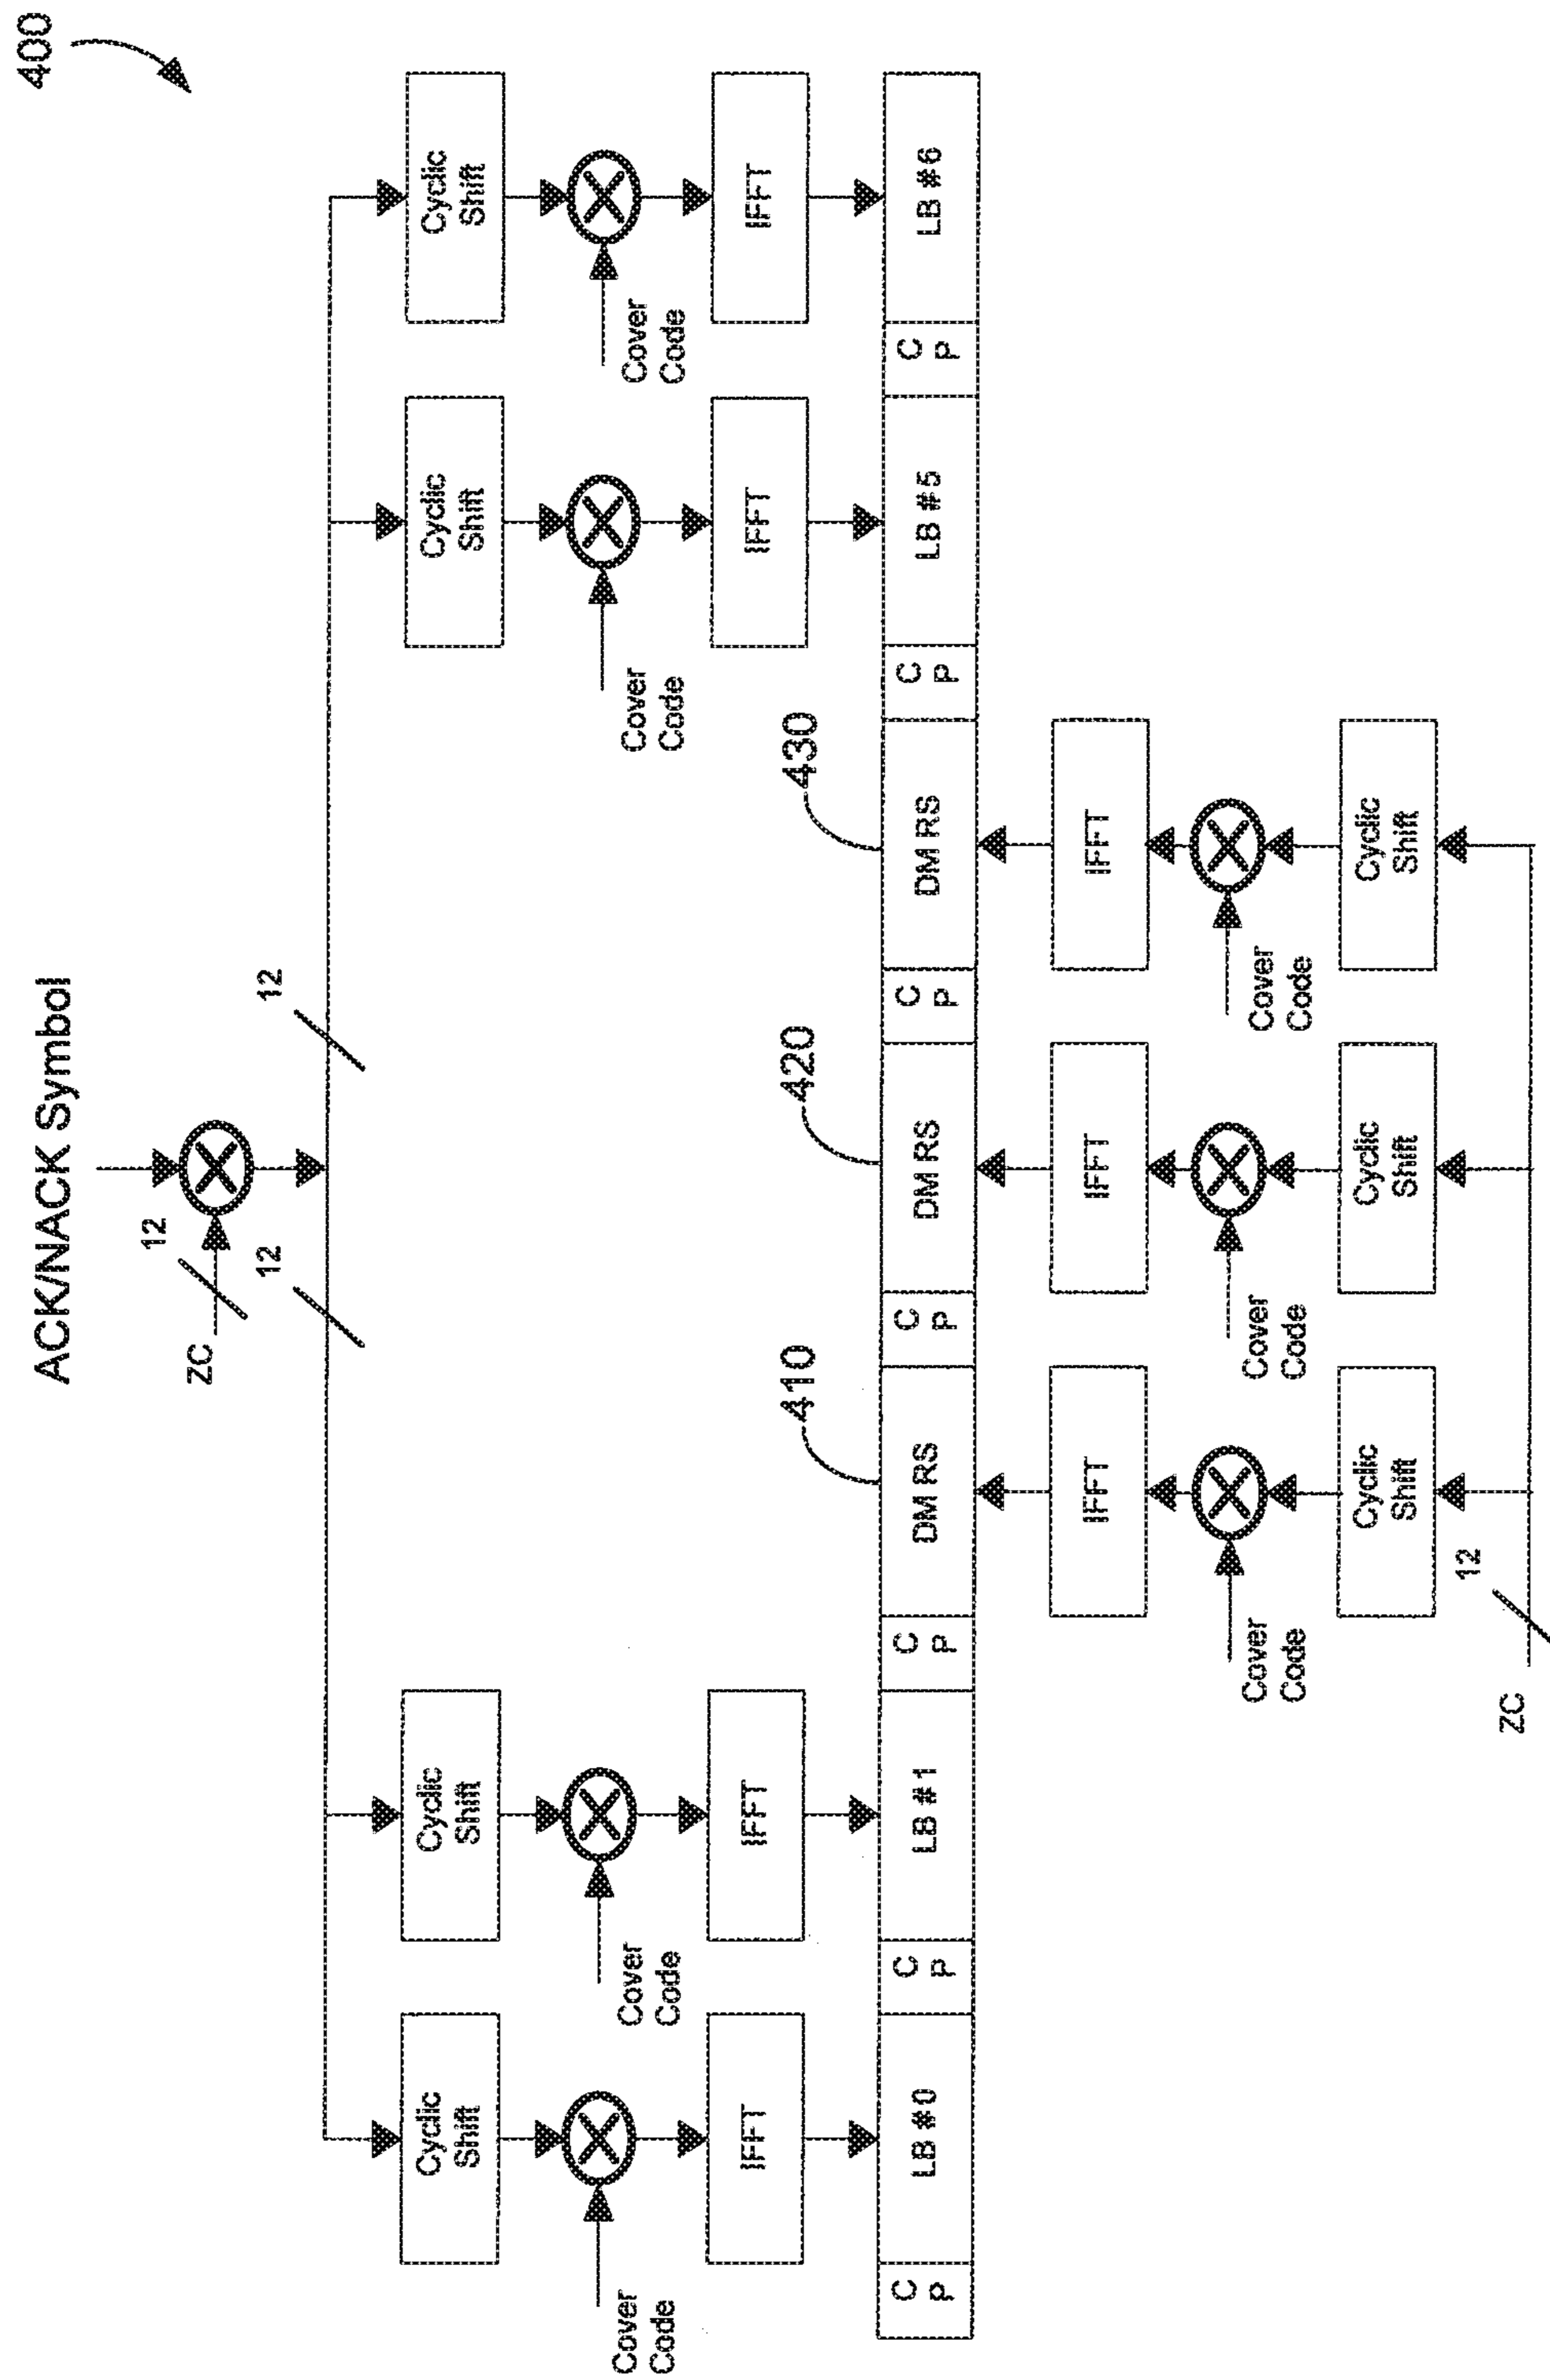 400
ACK/NACK Symbol
12
ZC
12
12
Cyclic
Shift
Cyclic
Shift
Cyclic
Shift
Cyclic
Shift
Cover
Code
Cover
Code
Cover
Code
Cover
Code
IFFT
IFFT
IFFT
IFFT
410
420
430
C
P
LB #0
C
P
LB #1
C
P
DM RS
C
P
DM RS
C
P
DM RS
C
P
LB #5
C
P
LB #6
IFFT
IFFT
IFFT
Cover
Code
Cover
Code
Cover
Code
Cyclic
Shift
Cyclic
Shift
Cyclic
Shift
12
ZC